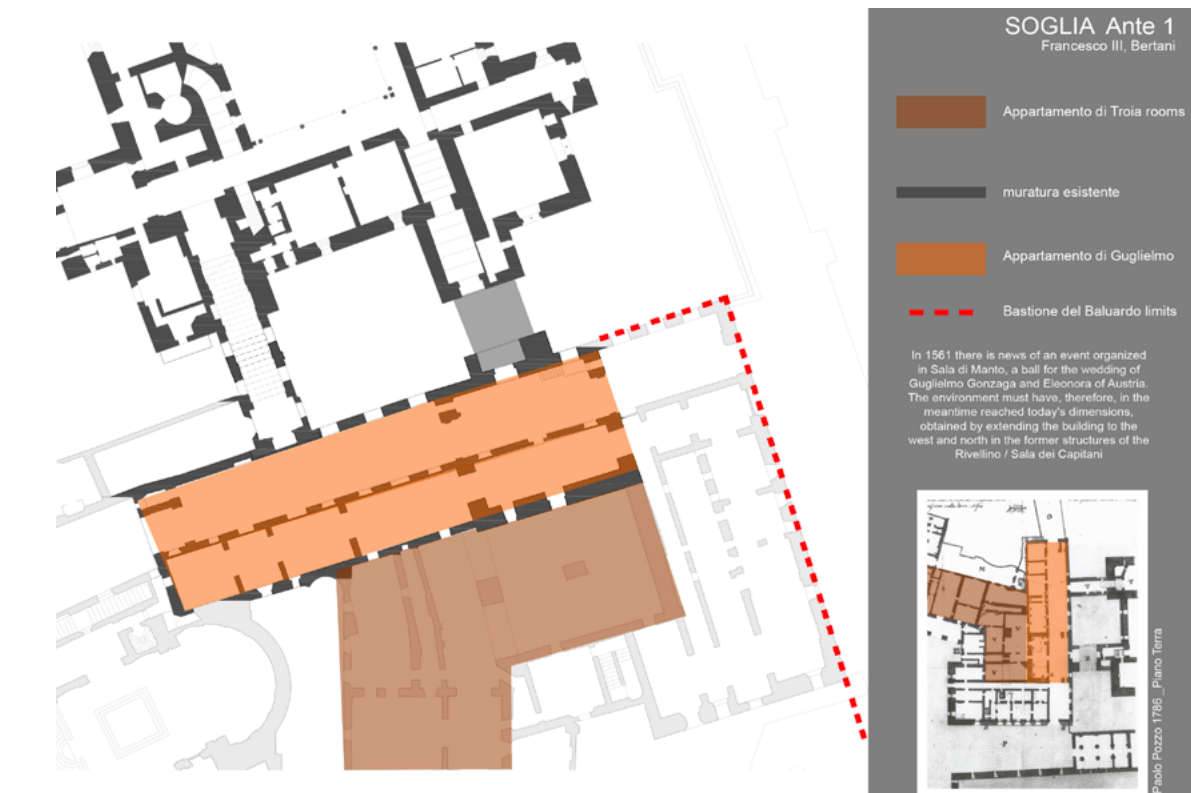 SOGLIA Ante 1
Francesco III, Bertani
Appartamento di Troia rooms
muratura esistente
Appartamento di Guglielmo
Bastione del Baluardo limits
In 1561 there is news of an event organized
in Sala di Manto, a ball for the wedding of
Guglielmo Gonzaga and Eleonora of Austria.
The environment must have, therefore, in the
meantime reached today's dimensions,
obtained by extending the building to the
west and north in the former structures of the
Rivellino / Sala dei Capitani
Paolo Pozzo 1786 _Piano Terra